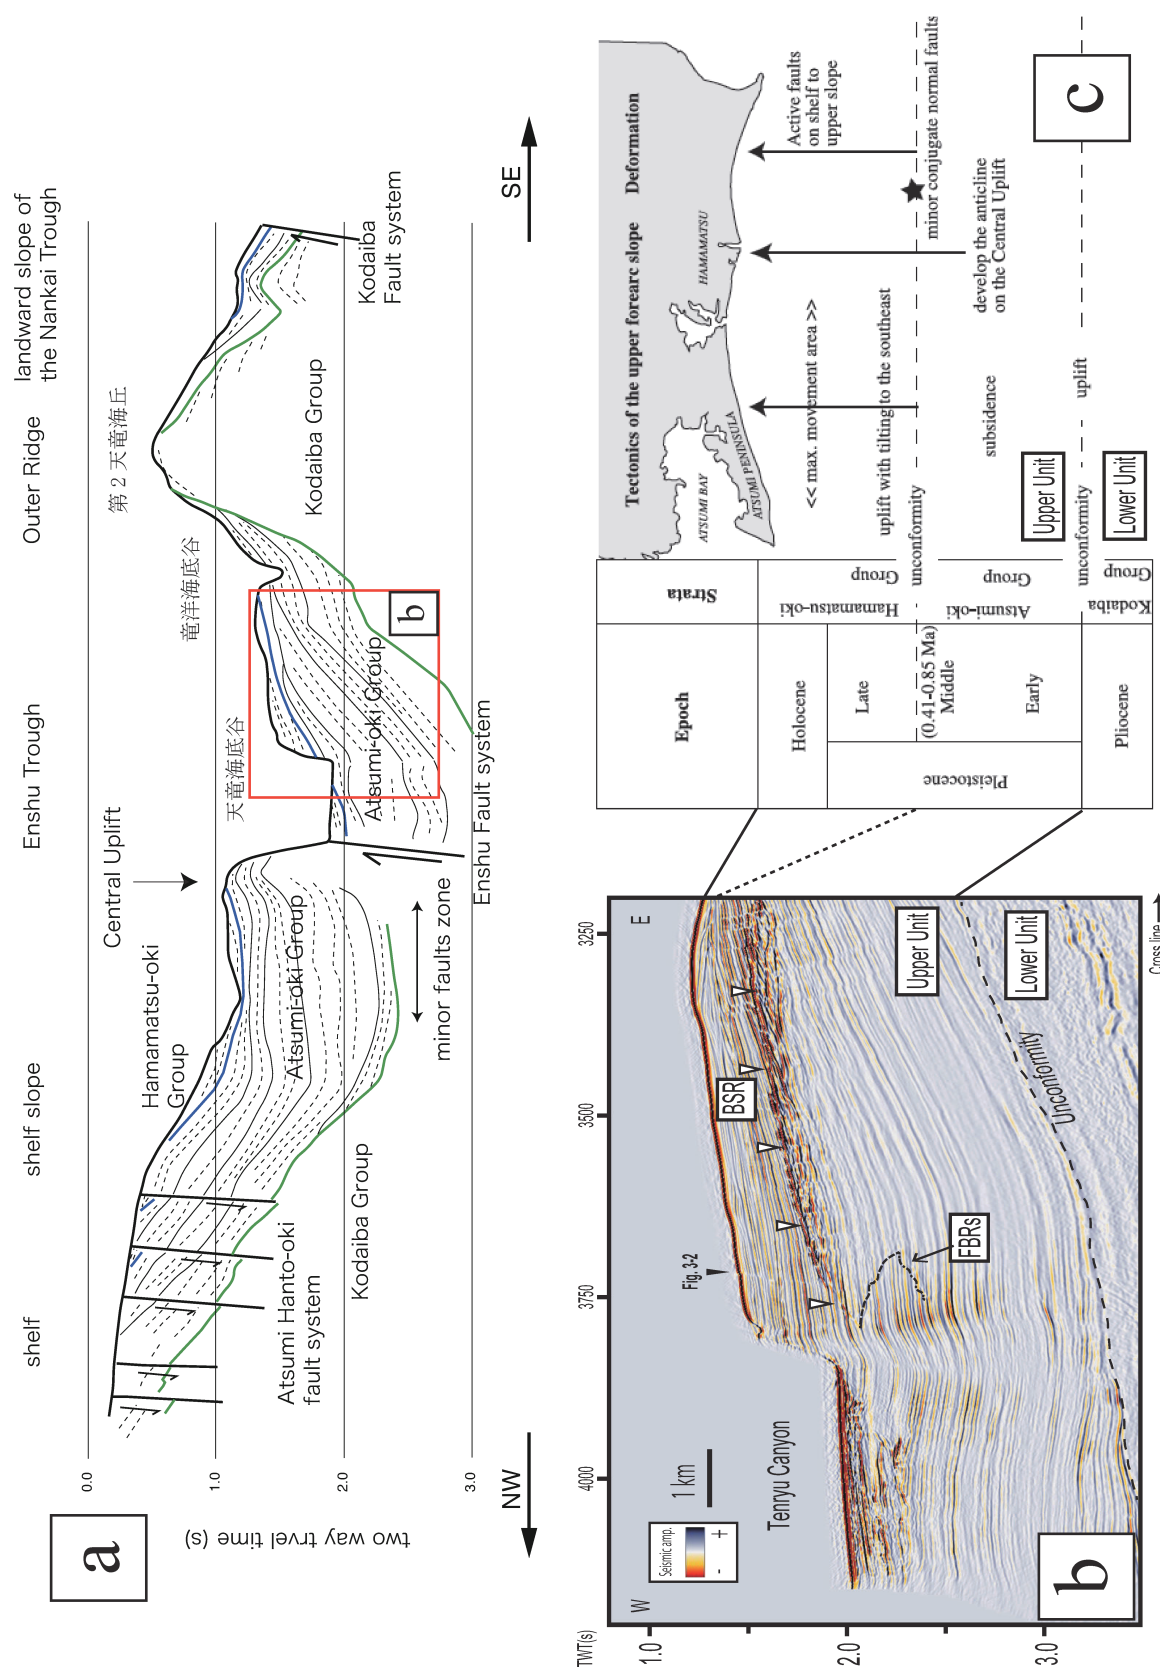 a
two way trvel time (s)
0.0
1.0
2.0
3.0
NW
SE
shelf
shelf slope
Central Uplift
Enshu Trough
Outer Ridge
landward slope of
the Nankai Trough
天竜海底谷
竜洋海底谷
第2天竜海丘
Hamamatsu-oki
Group
Atsumi Hanto-oki
fault system
Kodaiba Group
Atsumi-oki Group
minor faults zone
Enshu Fault system
Atsumi-oki Group
b
Kodaiba Group
Kodaiba
Fault system
b
TWT(s)
1.0
2.0
3.0
4000
3750
3500
3250
Cross line
W
E
Seismic amp.
- +
1 km
Tenryu Canyon
Fig. 3-2
BSR
FBRs
Unconformity
Upper Unit
Lower Unit
c
Epoch
Strata
Tectonics of the upper forearc slope
Deformation
Holocene
Pleistocene
Late
(0.41-0.85 Ma)
Middle
Early
Pliocene
Hamamatsu-oki
Group
Atsumi-oki
Group
Kodaiba
Group
ATSUMI BAY
ATSUMI PENINSULA
HAMAMATSU
<< max. movement area >>
Active faults
on shelf to
upper slope
uplift with tilting to the southeast
unconformity
minor conjugate normal faults
subsidence
develop the anticline
on the Central Uplift
Upper Unit
unconformity
uplift
Lower Unit